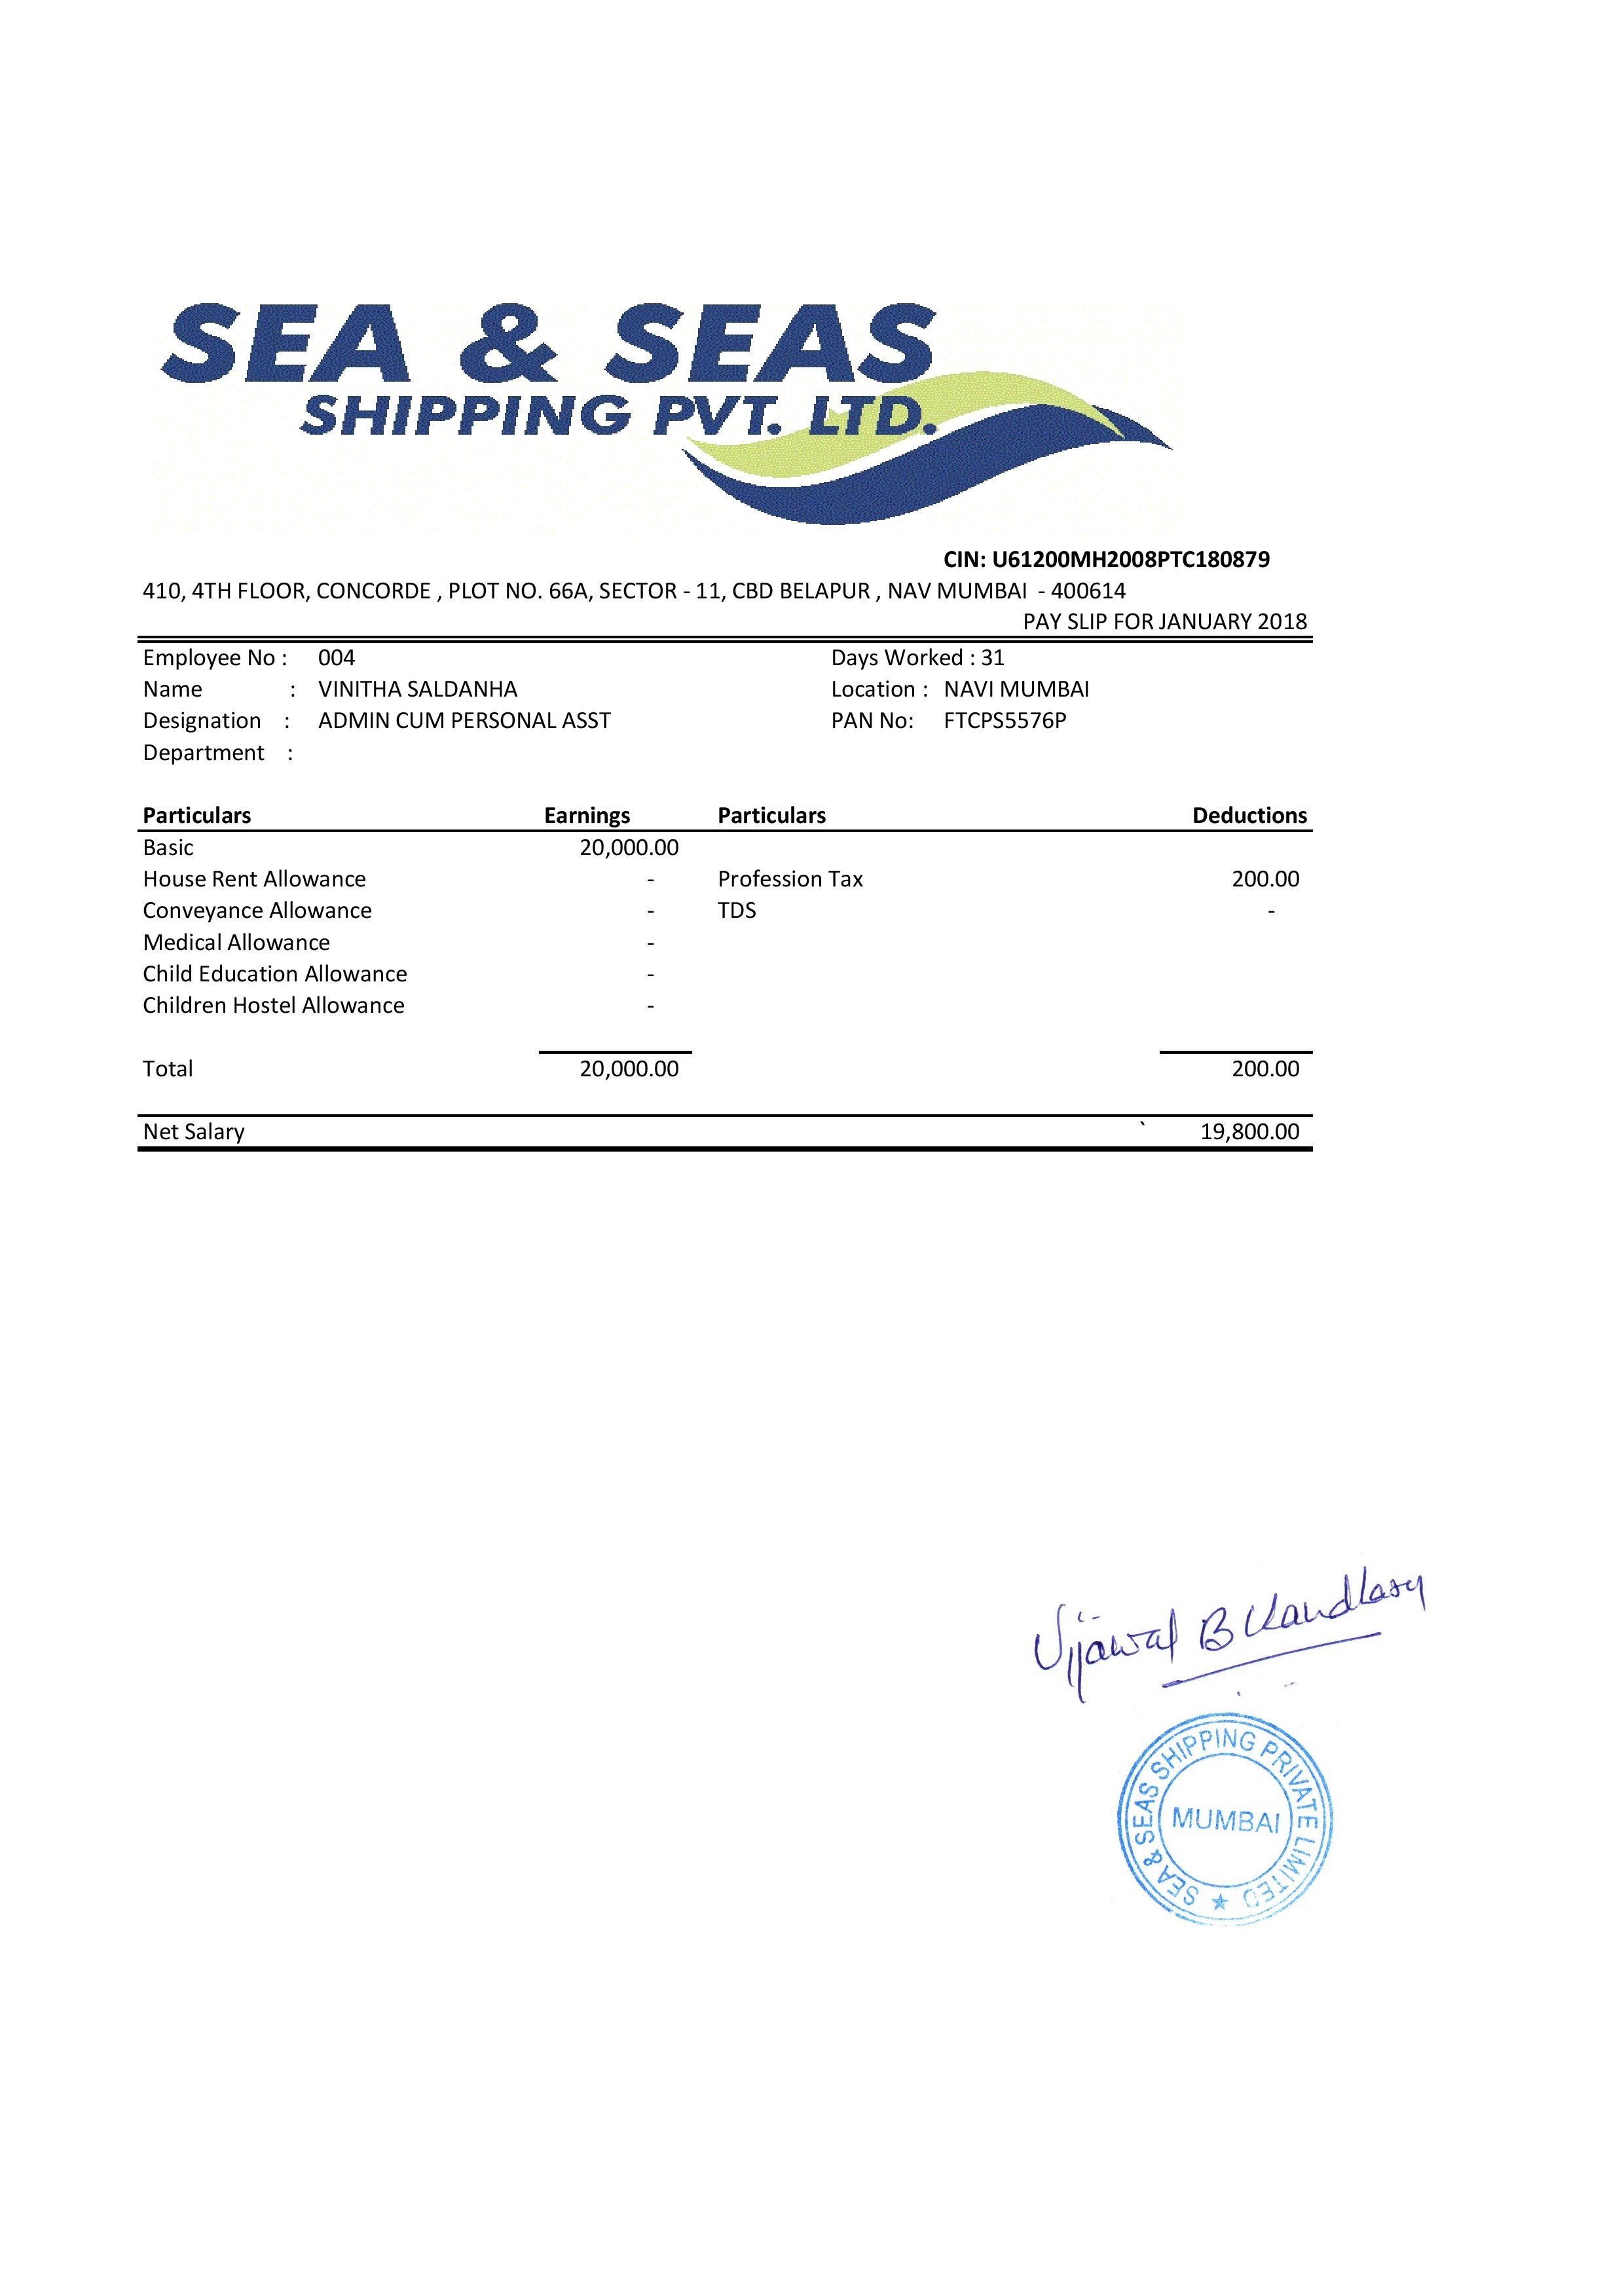 SEA & SEAS
SHIPPING PVT. LTD.
CIN: U61200MH2008PTC180879
410, 4TH FLOOR, CONCORDE , PLOT NO. 66A, SECTOR - 11, CBD BELAPUR , NAV MUMBAI - 400614
PAY SLIP FOR JANUARY 2018
Employee No : 004 Days Worked : 31
Name : VINITHA SALDANHA Location : NAVI MUMBAI
Designation : ADMIN CUM PERSONAL ASST PAN No: FTCPS5576P
Department :
Particulars Earnings Particulars Deductions
Basic 20,000.00
House Rent Allowance - Profession Tax 200.00
Conveyance Allowance - TDS -
Medical Allowance -
Child Education Allowance -
Children Hostel Allowance -
Total 20,000.00 200.00
Net Salary ` 19,800.00
B
SEA & SEAS SHIPPING PRIVATE LIMITED ★
MUMBAI